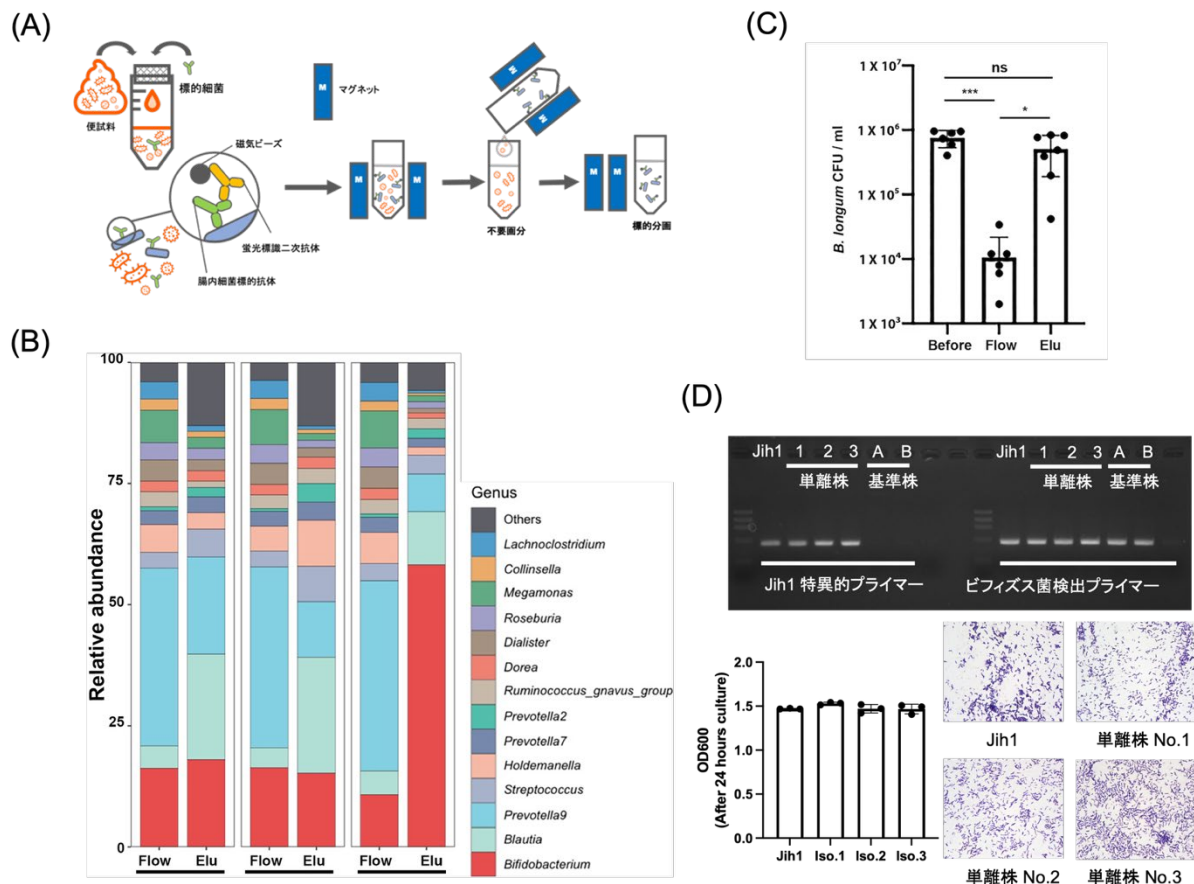 (A)
標的細菌
便試料
磁気ビーズ
蛍光標識二次抗体
腸内細菌標的抗体
M
マグネット
M
M
M
M
不要画分
M
M
標的分画
(B)
Relative abundance
100
75
50
25
0
Flow
Elu
Flow
Elu
Flow
Elu
Genus
Others
Lachnoclostridium
Collinsella
Megamonas
Roseburia
Dialister
Dorea
Ruminococcus_gnavus_group
Prevotella2
Prevotella7
Holdemanella
Streptococcus
Prevotella9
Blautia
Bifidobacterium
(C)
B. longum CFU / ml
1 X 10⁷
1 X 10⁶
1 X 10⁵
1 X 10⁴
1 X 10³
ns
***
*
Before
Flow
Elu
(D)
Jih1 1 2 3 A B
単離株 基準株
Jih1 特異的プライマー
Jih1 1 2 3 A B
単離株 基準株
ビフィズス菌検出プライマー
OD600
(After 24 hours culture)
2.0
1.5
1.0
0.5
0.0
Jih1
Iso.1
Iso.2
Iso.3
Jih1
単離株 No.1
単離株 No.2
単離株 No.3